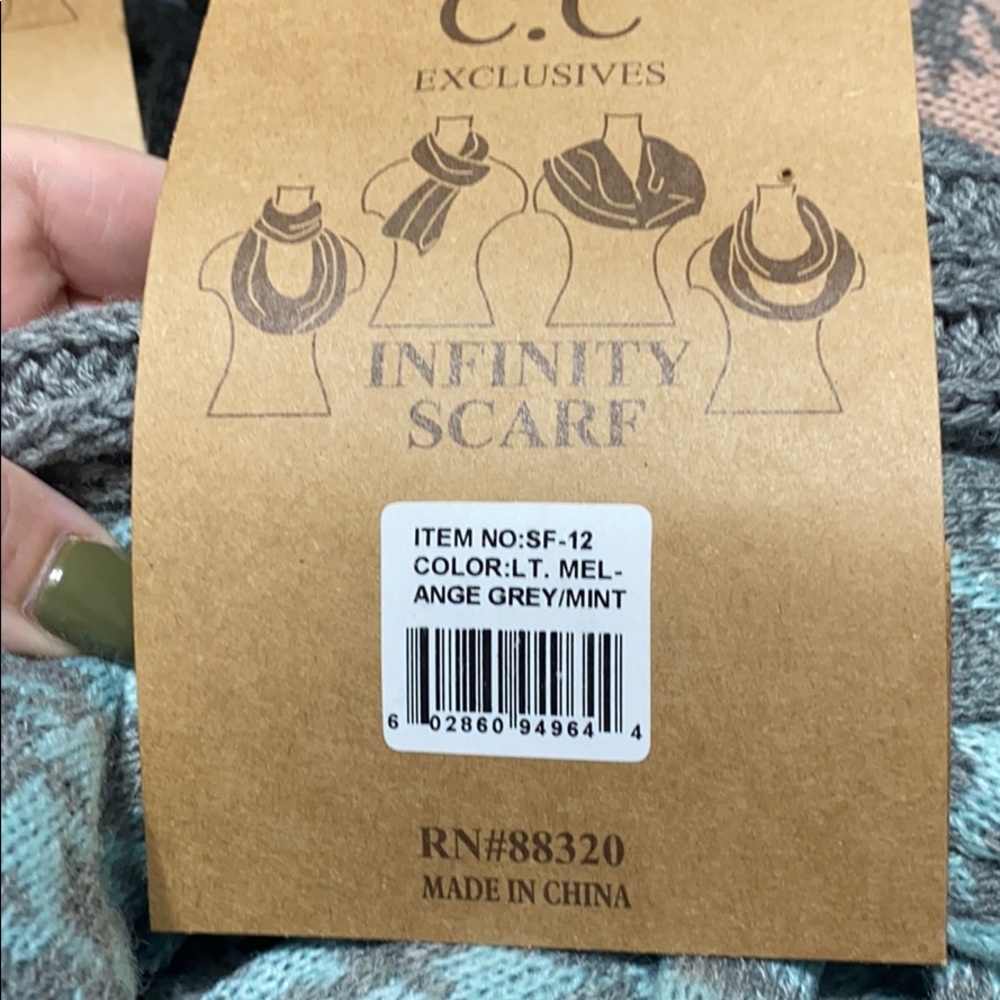 C.C
EXCLUSIVES
INFINITY
SCARF
ITEM NO:SF-12
COLOR:LT. MEL-
ANGE GREY/MINT
6 02860 94964 4
RN#88320
MADE IN CHINA